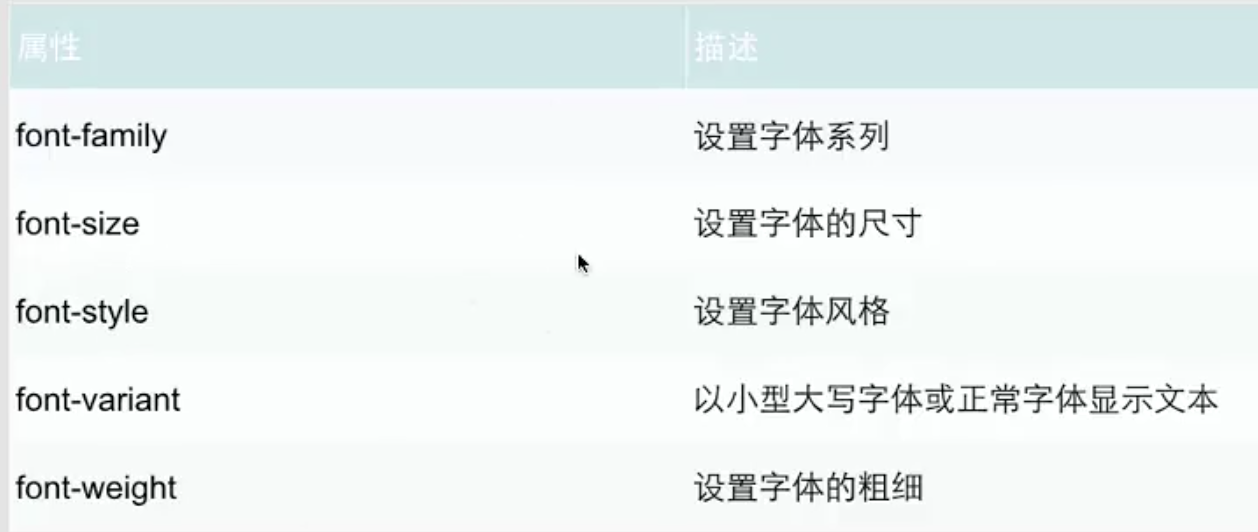 属性 描述
font-family 设置字体系列
font-size 设置字体的尺寸
font-style 设置字体风格
font-variant 以小型大写字体或正常字体显示文本
font-weight 设置字体的粗细